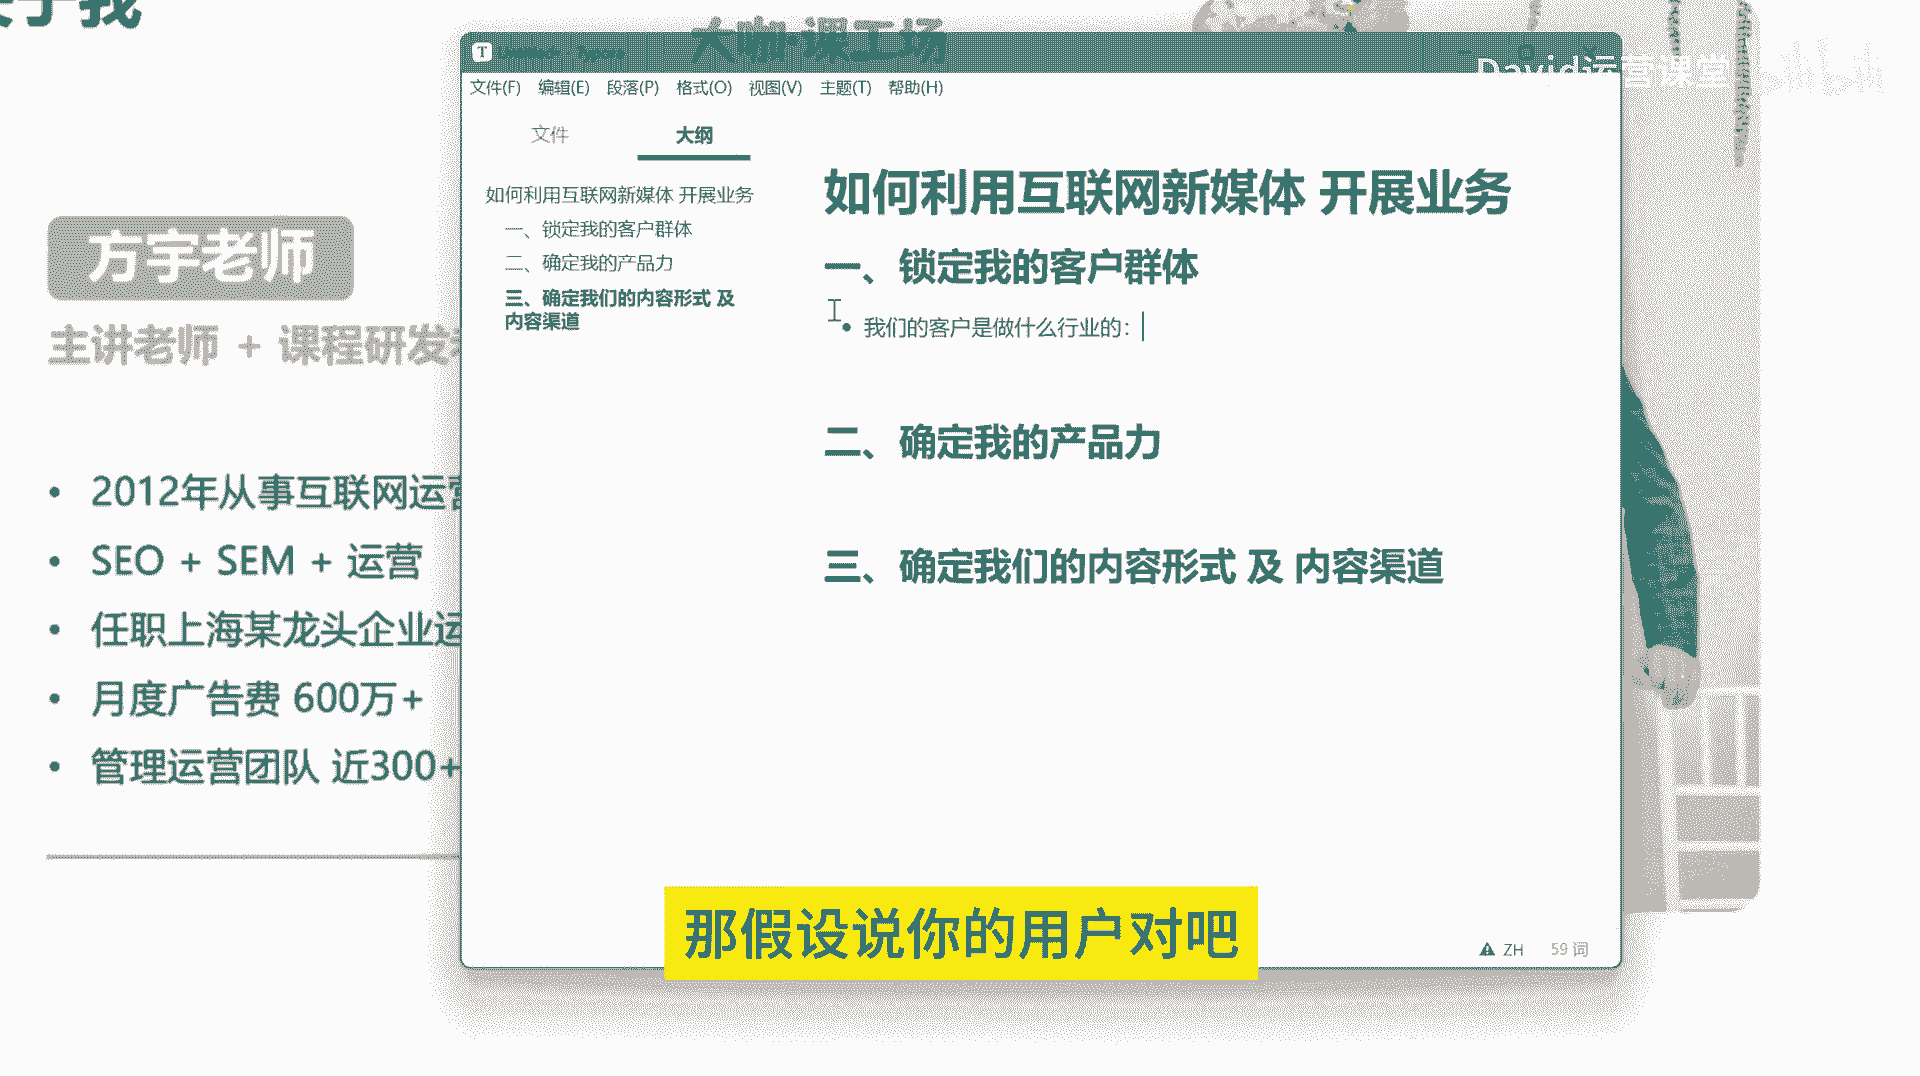 大咖·课工场
David运营课堂
文件(F) 编辑(E) 段落(P) 格式(O) 视图(V) 主题(T) 帮助(H)
文件 大纲
如何利用互联网新媒体 开展业务
一、锁定我的客户群体
二、确定我的产品力
三、确定我们的内容形式 及
内容渠道
如何利用互联网新媒体 开展业务
一、锁定我的客户群体
• 我们的客户是做什么行业的：
二、确定我的产品力
三、确定我们的内容形式 及 内容渠道
方宇老师
主讲老师 + 课程研发
• 2012年从事互联网运营
• SEO + SEM + 运营
• 任职上海某龙头企业运
• 月度广告费 600万+
• 管理运营团队 近300+
那假设说你的用户对吧
ZH 59 词